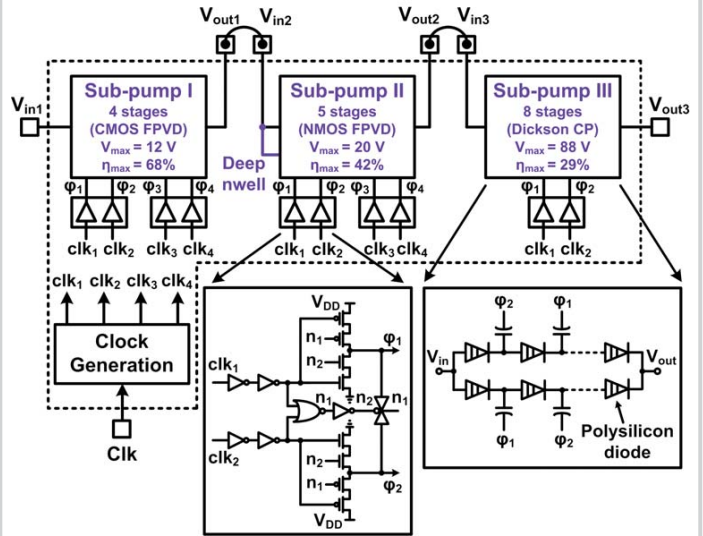 Vout1 Vin2 Vout2 Vin3
Vin1
Sub-pump I
4 stages
(CMOS FPVD)
Vmax = 12 V
ηmax = 68%
Sub-pump II
5 stages
(NMOS FPVD)
Vmax = 20 V
ηmax = 42%
Deep
nwell
Sub-pump III
8 stages
(Dickson CP)
Vmax = 88 V
ηmax = 29%
Vout3
φ1 φ2 φ3 φ4
φ1 φ2 φ3 φ4
φ1 φ2
clk1 clk2 clk3 clk4
clk1 clk2 clk3 clk4
clk1 clk2
clk1 clk2 clk3 clk4
Clock
Generation
Clk
VDD
n1
n2
φ1
clk1
n1 n2 n1
clk2
n2
n1
φ2
VDD
φ2 φ1
Vin Vout
φ1 φ2
Polysilicon
diode